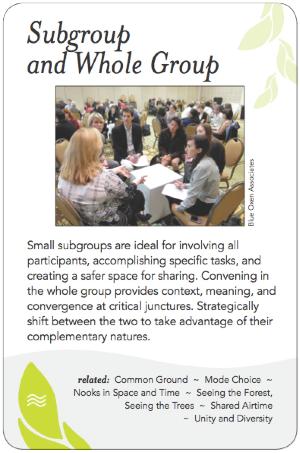 Subgroup
and Whole Group
Blue Oxen Associates
Small subgroups are ideal for involving all
participants, accomplishing specific tasks, and
creating a safer space for sharing. Convening in
the whole group provides context, meaning, and
convergence at critical junctures. Strategically
shift between the two to take advantage of their
complementary natures.
related: Common Ground ~ Mode Choice ~
Nooks in Space and Time ~ Seeing the Forest,
Seeing the Trees ~ Shared Airtime
~ Unity and Diversity